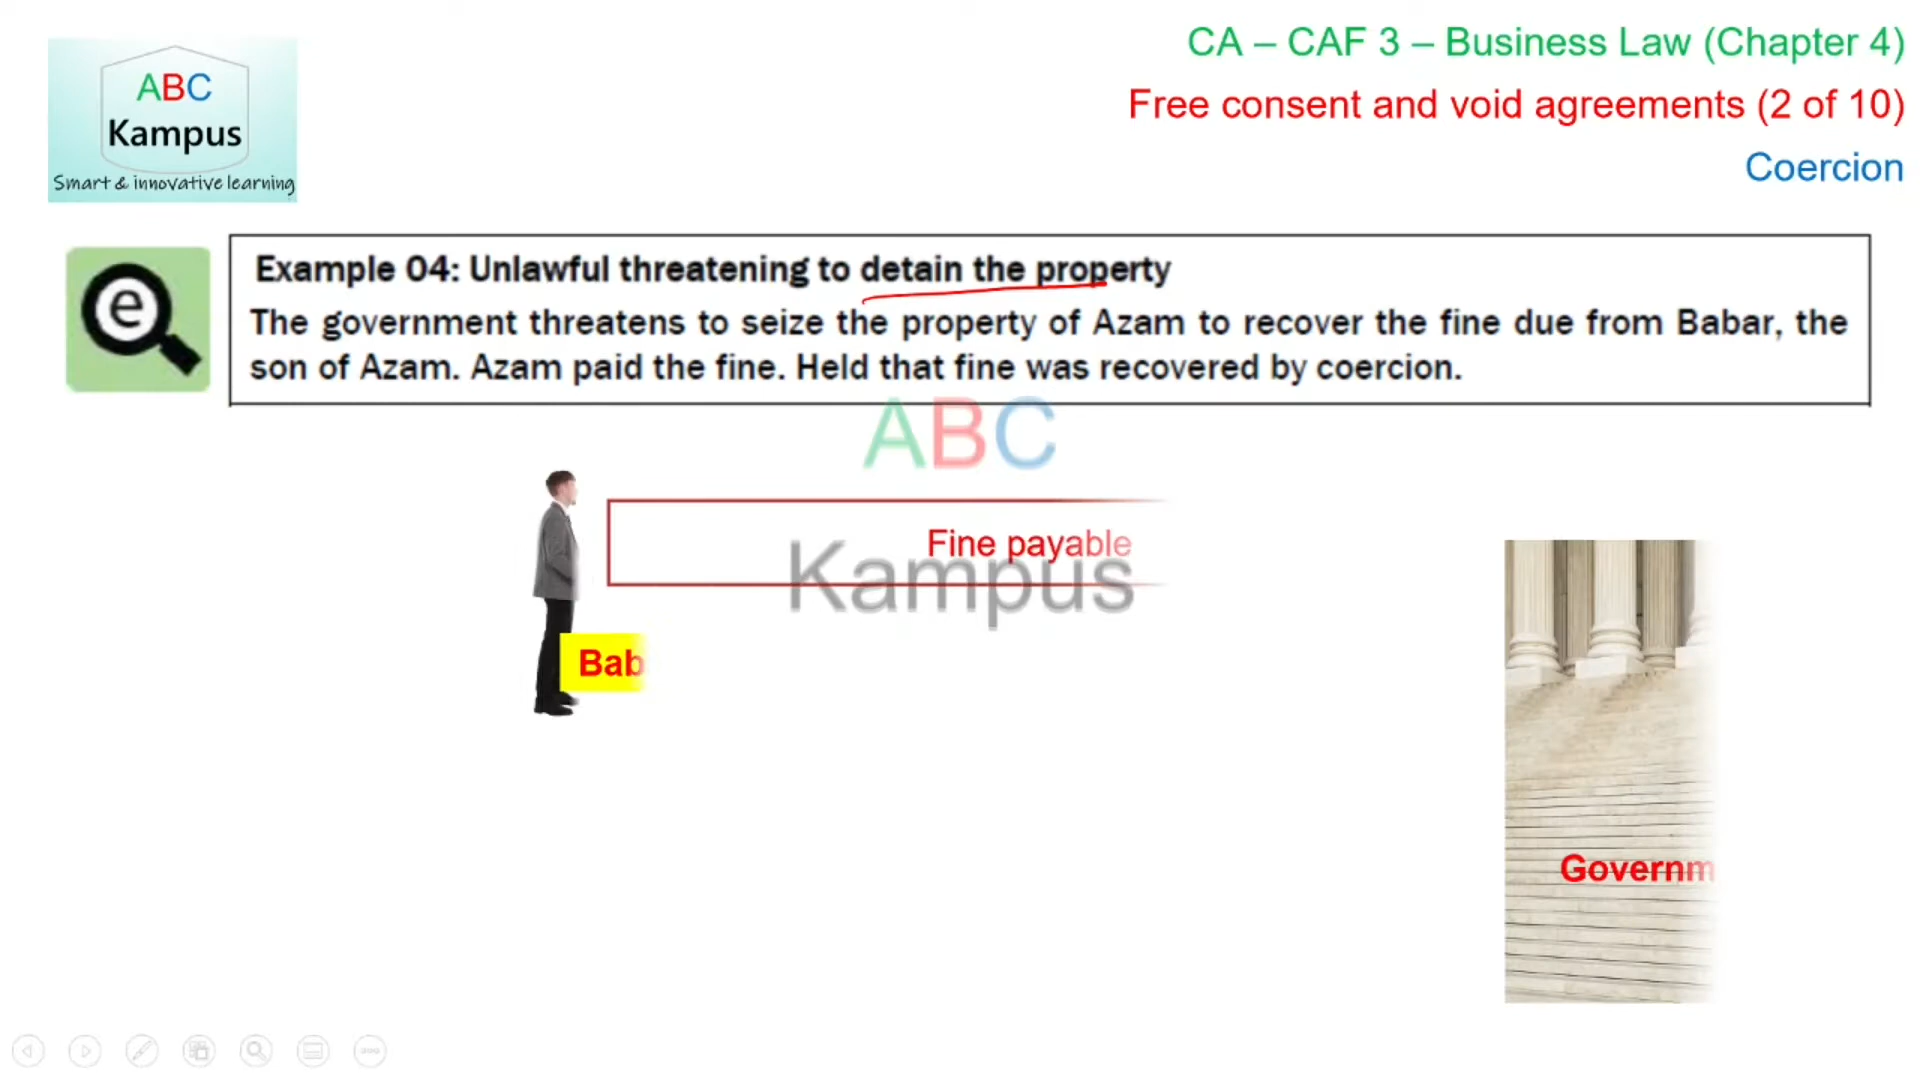 CA – CAF 3 – Business Law (Chapter 4)
Free consent and void agreements (2 of 10)
Coercion
ABC
Kampus
Smart & innovative learning
e
Example 04: Unlawful threatening to detain the property
The government threatens to seize the property of Azam to recover the fine due from Babar, the
son of Azam. Azam paid the fine. Held that fine was recovered by coercion.
ABC
Kampus
Fine payable
Bab
Governm